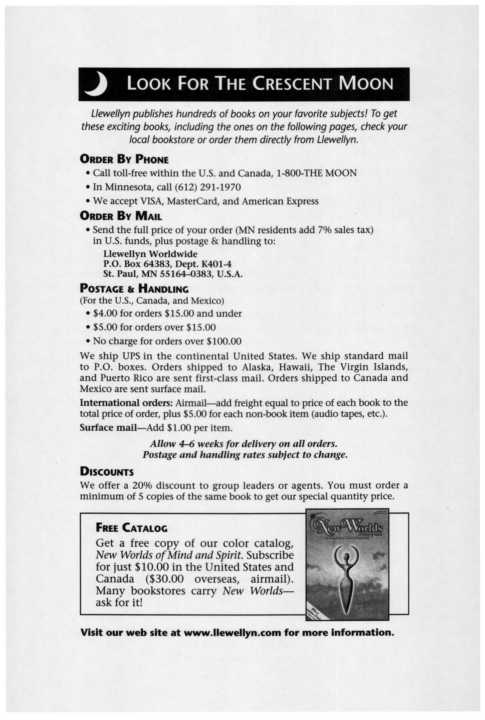 LOOK FOR THE CRESCENT MOON
Llewellyn publishes hundreds of books on your favorite subjects! To get
these exciting books, including the ones on the following pages, check your
local bookstore or order them directly from Llewellyn.
ORDER BY PHONE
• Call toll-free within the U.S. and Canada, 1-800-THE MOON
• In Minnesota, call (612) 291-1970
• We accept VISA, MasterCard, and American Express
ORDER BY MAIL
• Send the full price of your order (MN residents add 7% sales tax)
in U.S. funds, plus postage & handling to:
Llewellyn Worldwide
P.O. Box 64383, Dept. K401-4
St. Paul, MN 55164–0383, U.S.A.
POSTAGE & HANDLING
(For the U.S., Canada, and Mexico)
• $4.00 for orders $15.00 and under
• $5.00 for orders over $15.00
• No charge for orders over $100.00
We ship UPS in the continental United States. We ship standard mail
to P.O. boxes. Orders shipped to Alaska, Hawaii, The Virgin Islands,
and Puerto Rico are sent first-class mail. Orders shipped to Canada and
Mexico are sent surface mail.
International orders: Airmail—add freight equal to price of each book to the
total price of order, plus $5.00 for each non-book item (audio tapes, etc.).
Surface mail—Add $1.00 per item.
Allow 4–6 weeks for delivery on all orders.
Postage and handling rates subject to change.
DISCOUNTS
We offer a 20% discount to group leaders or agents. You must order a
minimum of 5 copies of the same book to get our special quantity price.
FREE CATALOG
Get a free copy of our color catalog,
New Worlds of Mind and Spirit. Subscribe
for just $10.00 in the United States and
Canada ($30.00 overseas, airmail).
Many bookstores carry New Worlds—
ask for it!
New Worlds
Visit our web site at www.llewellyn.com for more information.